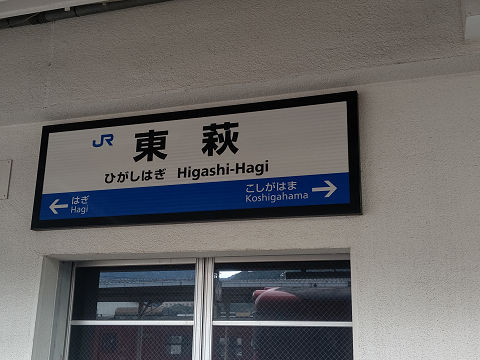 JR 東萩
ひがしはぎ Higashi-Hagi
← はぎ こしがはま →
Hagi Koshigahama